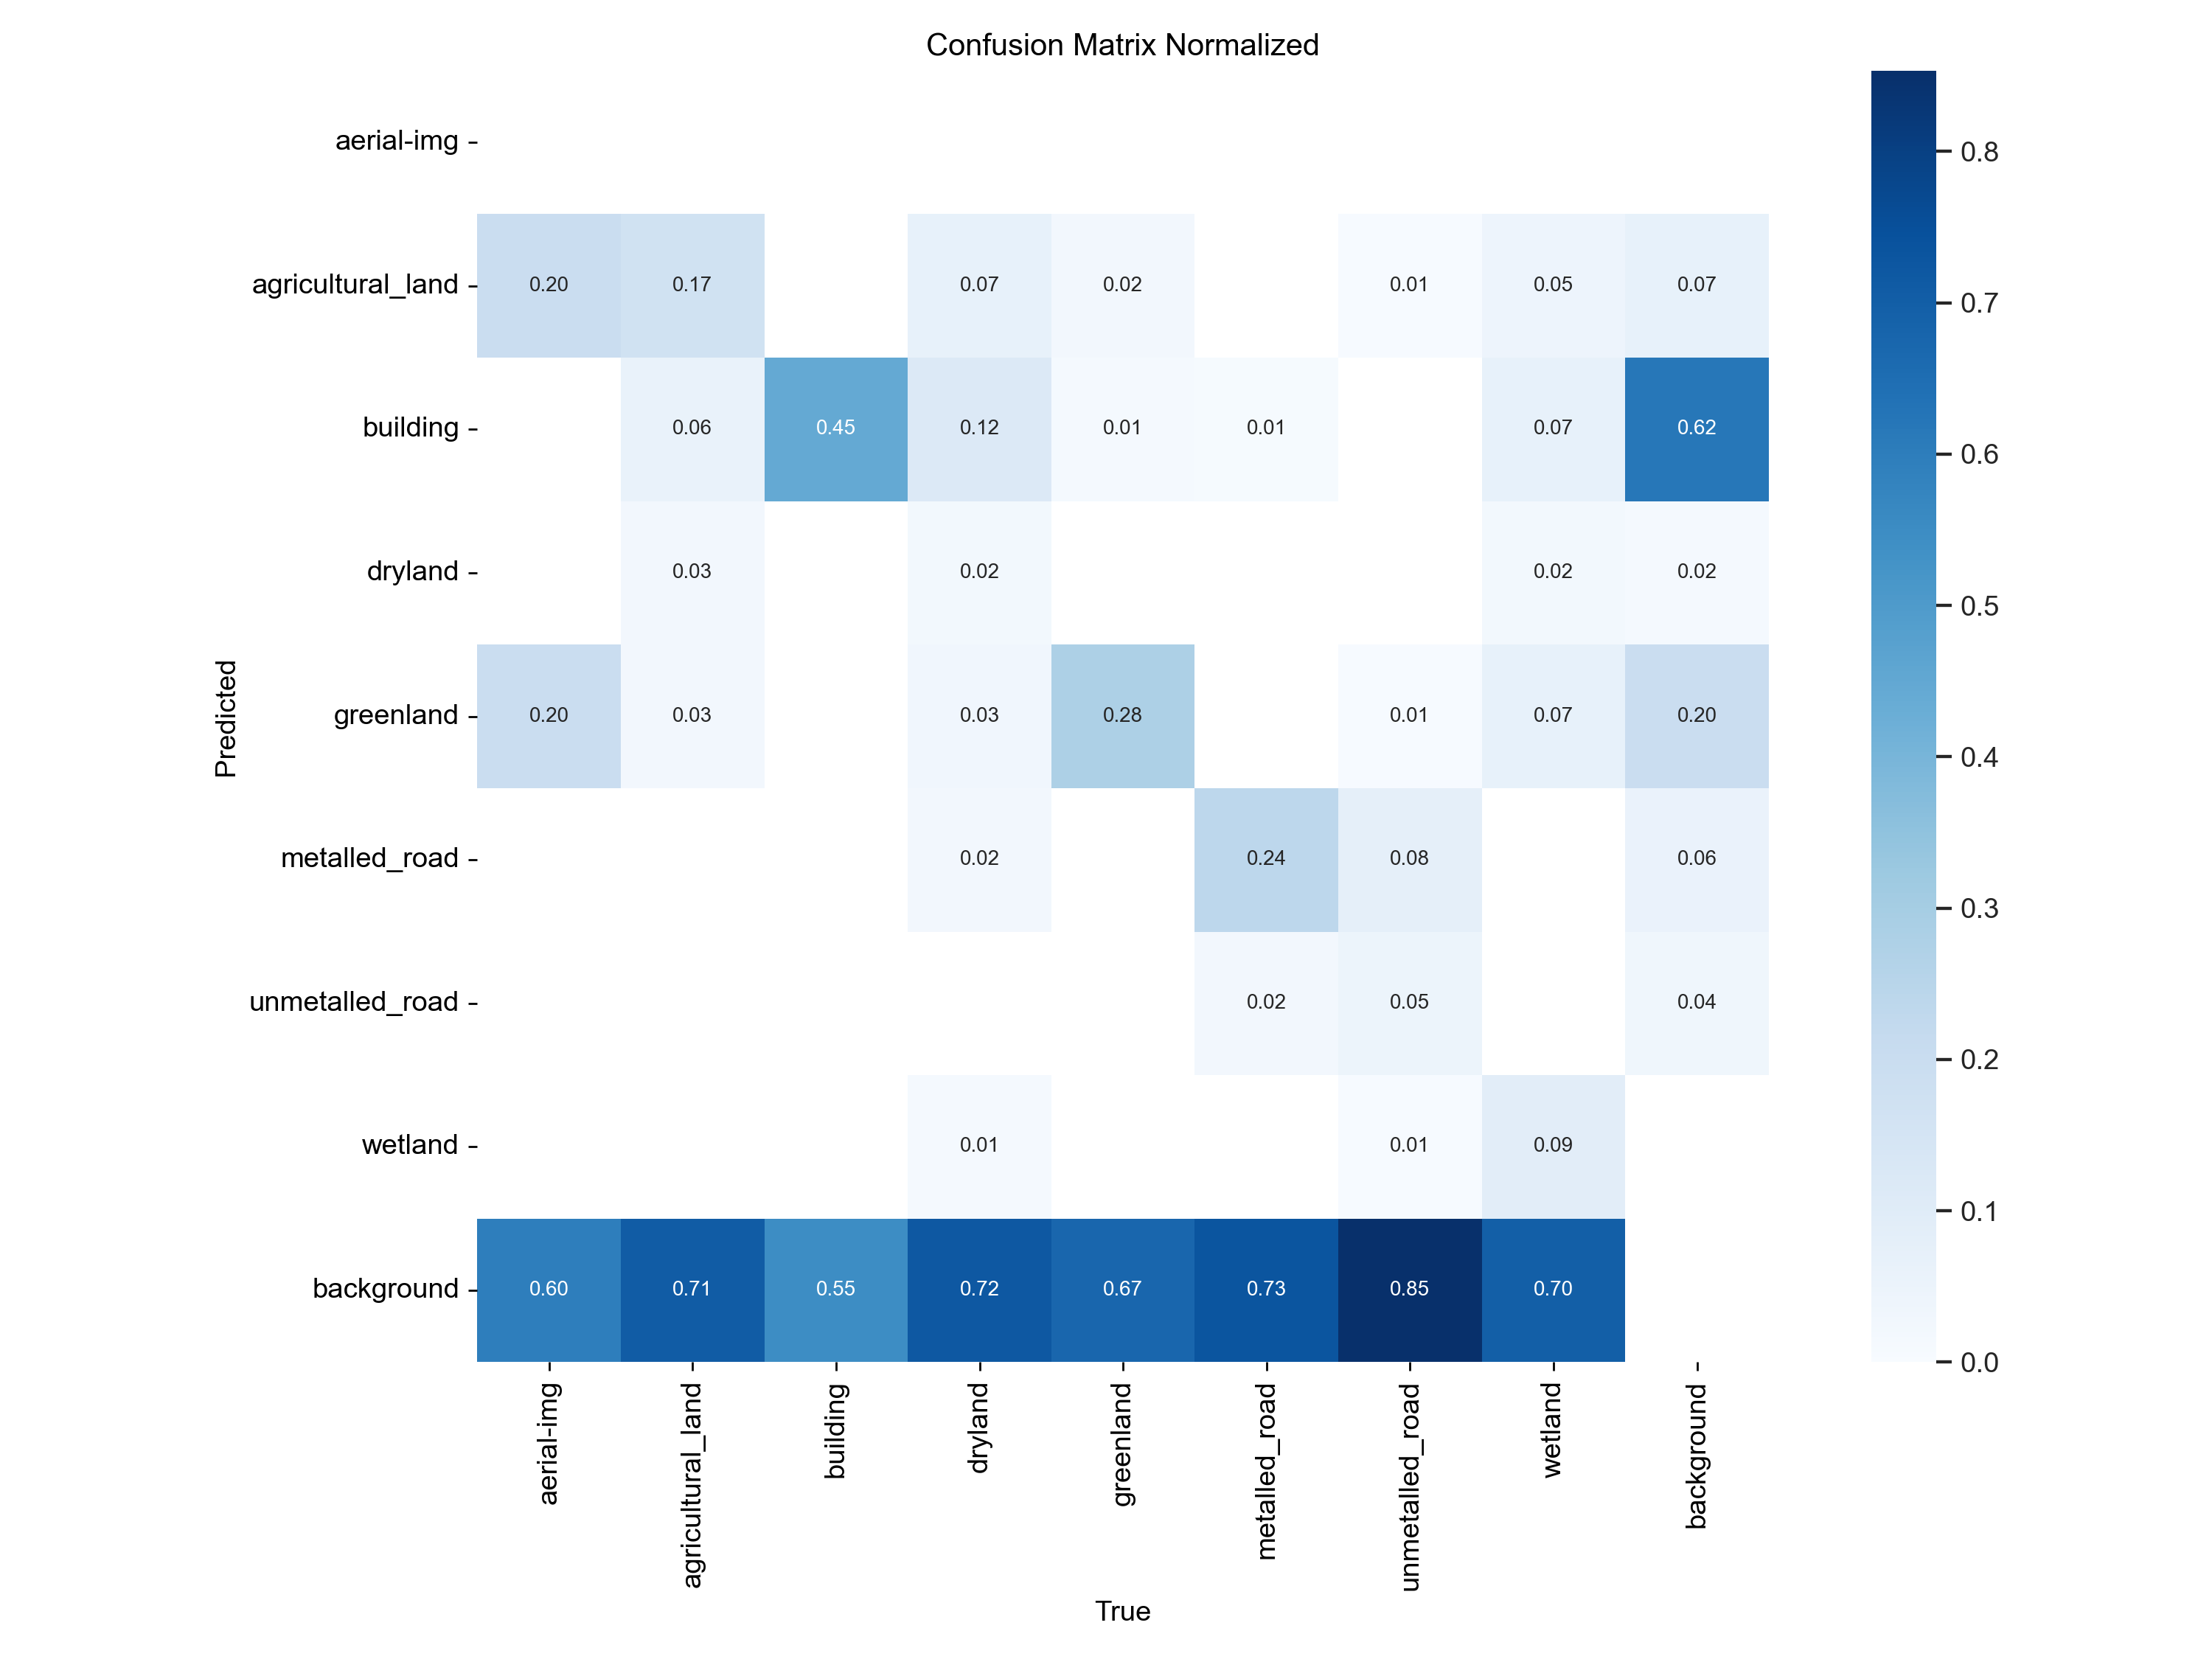 Confusion Matrix Normalized
aerial-img
agricultural_land 0.20 0.17 0.07 0.02 0.01 0.05 0.07
building 0.06 0.45 0.12 0.01 0.01 0.07 0.62
dryland 0.03 0.02 0.02 0.02
greenland 0.20 0.03 0.03 0.28 0.01 0.07 0.20
metalled_road 0.02 0.24 0.08 0.06
unmetalled_road 0.02 0.05 0.04
wetland 0.01 0.01 0.09
background 0.60 0.71 0.55 0.72 0.67 0.73 0.85 0.70
Predicted
aerial-img
agricultural_land
building
dryland
greenland
metalled_road
unmetalled_road
wetland
background
True
0.8
0.7
0.6
0.5
0.4
0.3
0.2
0.1
0.0